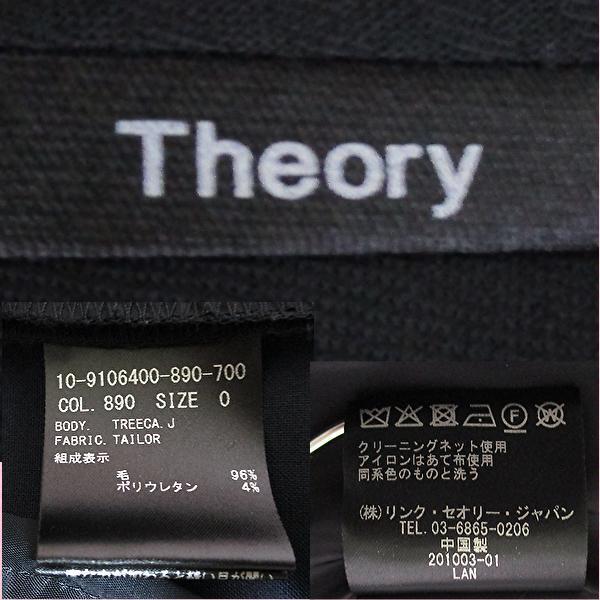 Theory
10-9106400-890-700
COL. 890 SIZE 0
BODY. TREECA.J
FABRIC. TAILOR
組成表示
毛 96%
ポリウレタン 4%
クリーニングネット使用
アイロンはあて布使用
同系色のものと洗う
(株)リンク・セオリー・ジャパン
TEL. 03-6865-0206
中国製
201003-01
LAN